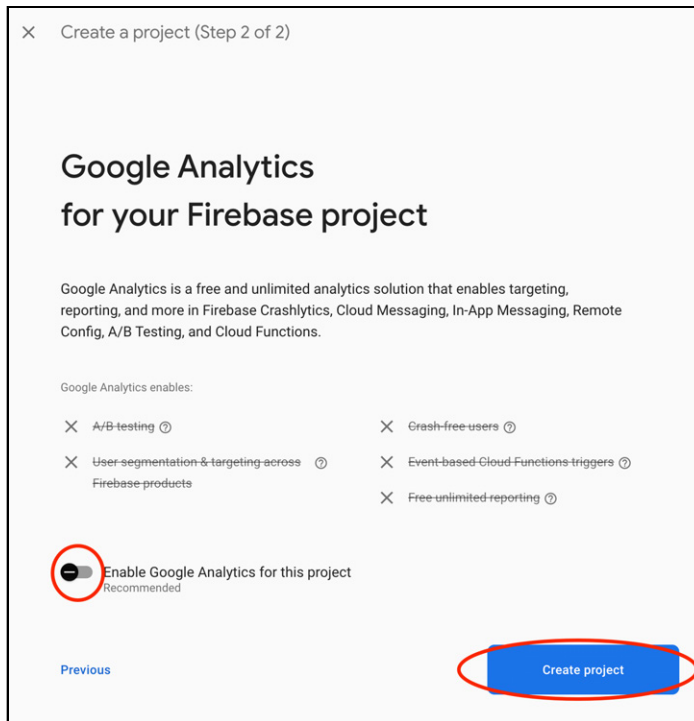 Create a project (Step 2 of 2)
Google Analytics
for your Firebase project
Google Analytics is a free and unlimited analytics solution that enables targeting,
reporting, and more in Firebase Crashlytics, Cloud Messaging, In-App Messaging, Remote
Config, A/B Testing, and Cloud Functions.
Google Analytics enables:
A/B testing
User segmentation & targeting across
Firebase products
Crash-free users
Event-based Cloud Functions triggers
Free unlimited reporting
Enable Google Analytics for this project
Recommended
Previous
Create project